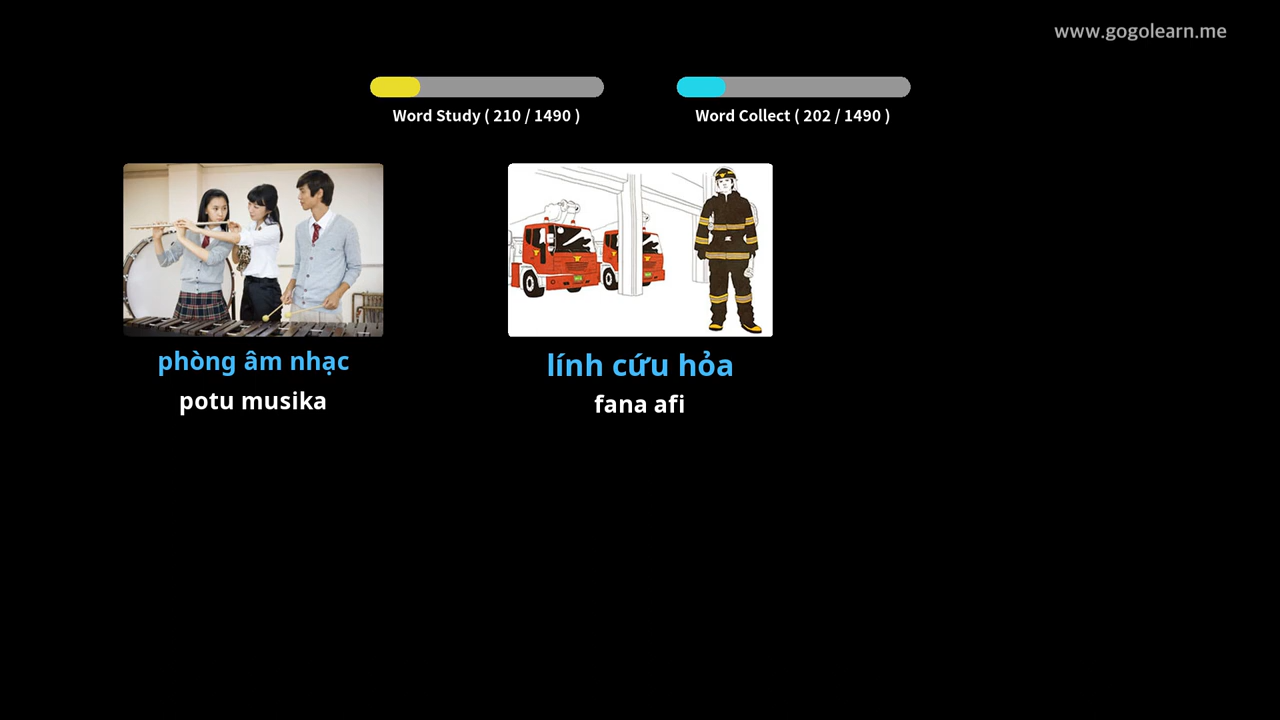 www.gogolearn.me
Word Study ( 210 / 1490 )
Word Collect ( 202 / 1490 )
phòng âm nhạc
potu musika
lính cứu hỏa
fana afi